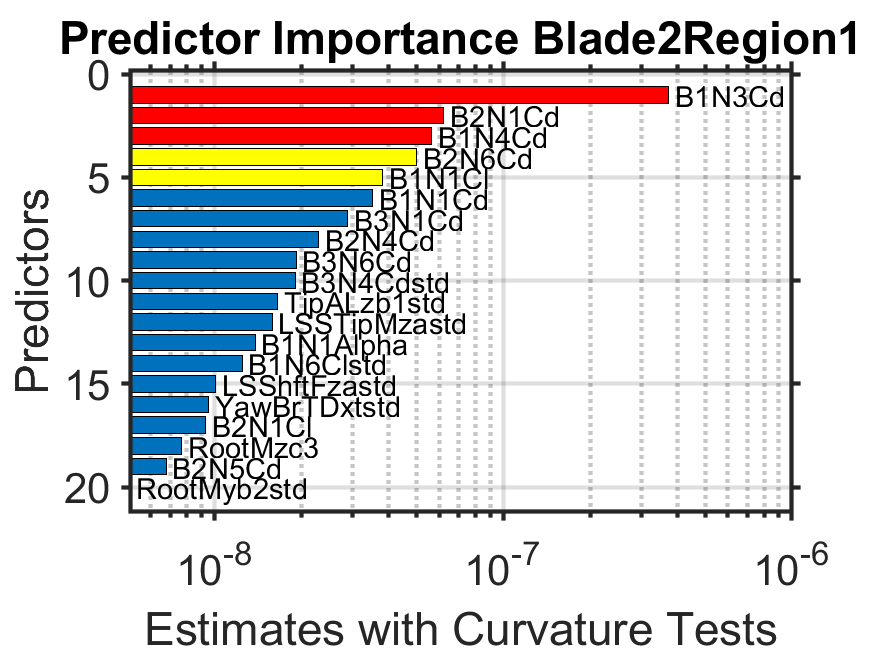 Predictor Importance Blade2Region1
0
5
10
15
20
Predictors
B1N3Cd
B2N1Cd
B1N4Cd
B2N6Cd
B1N1Cl
B1N1Cd
B3N1Cd
B2N4Cd
B3N6Cd
B3N4Cdstd
TipALzb1std
LSSTipMzastd
B1N1Alpha
B1N6Clstd
LSShftFzastd
YawBrTDxtstd
B2N1Cl
RootMzc3
B2N5Cd
RootMyb2std
10-8 10-7 10-6
Estimates with Curvature Tests